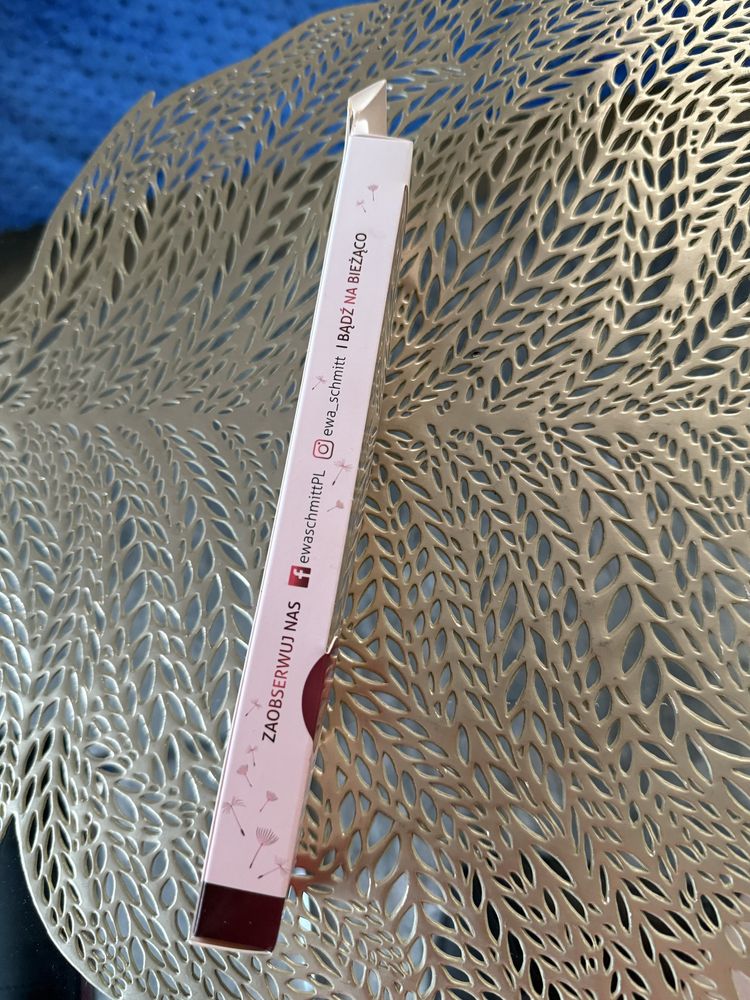 ZAOBSERWUJ NAS ewaschmittPL ewa_schmitt I BĄDŹ NA BIEŻĄCO